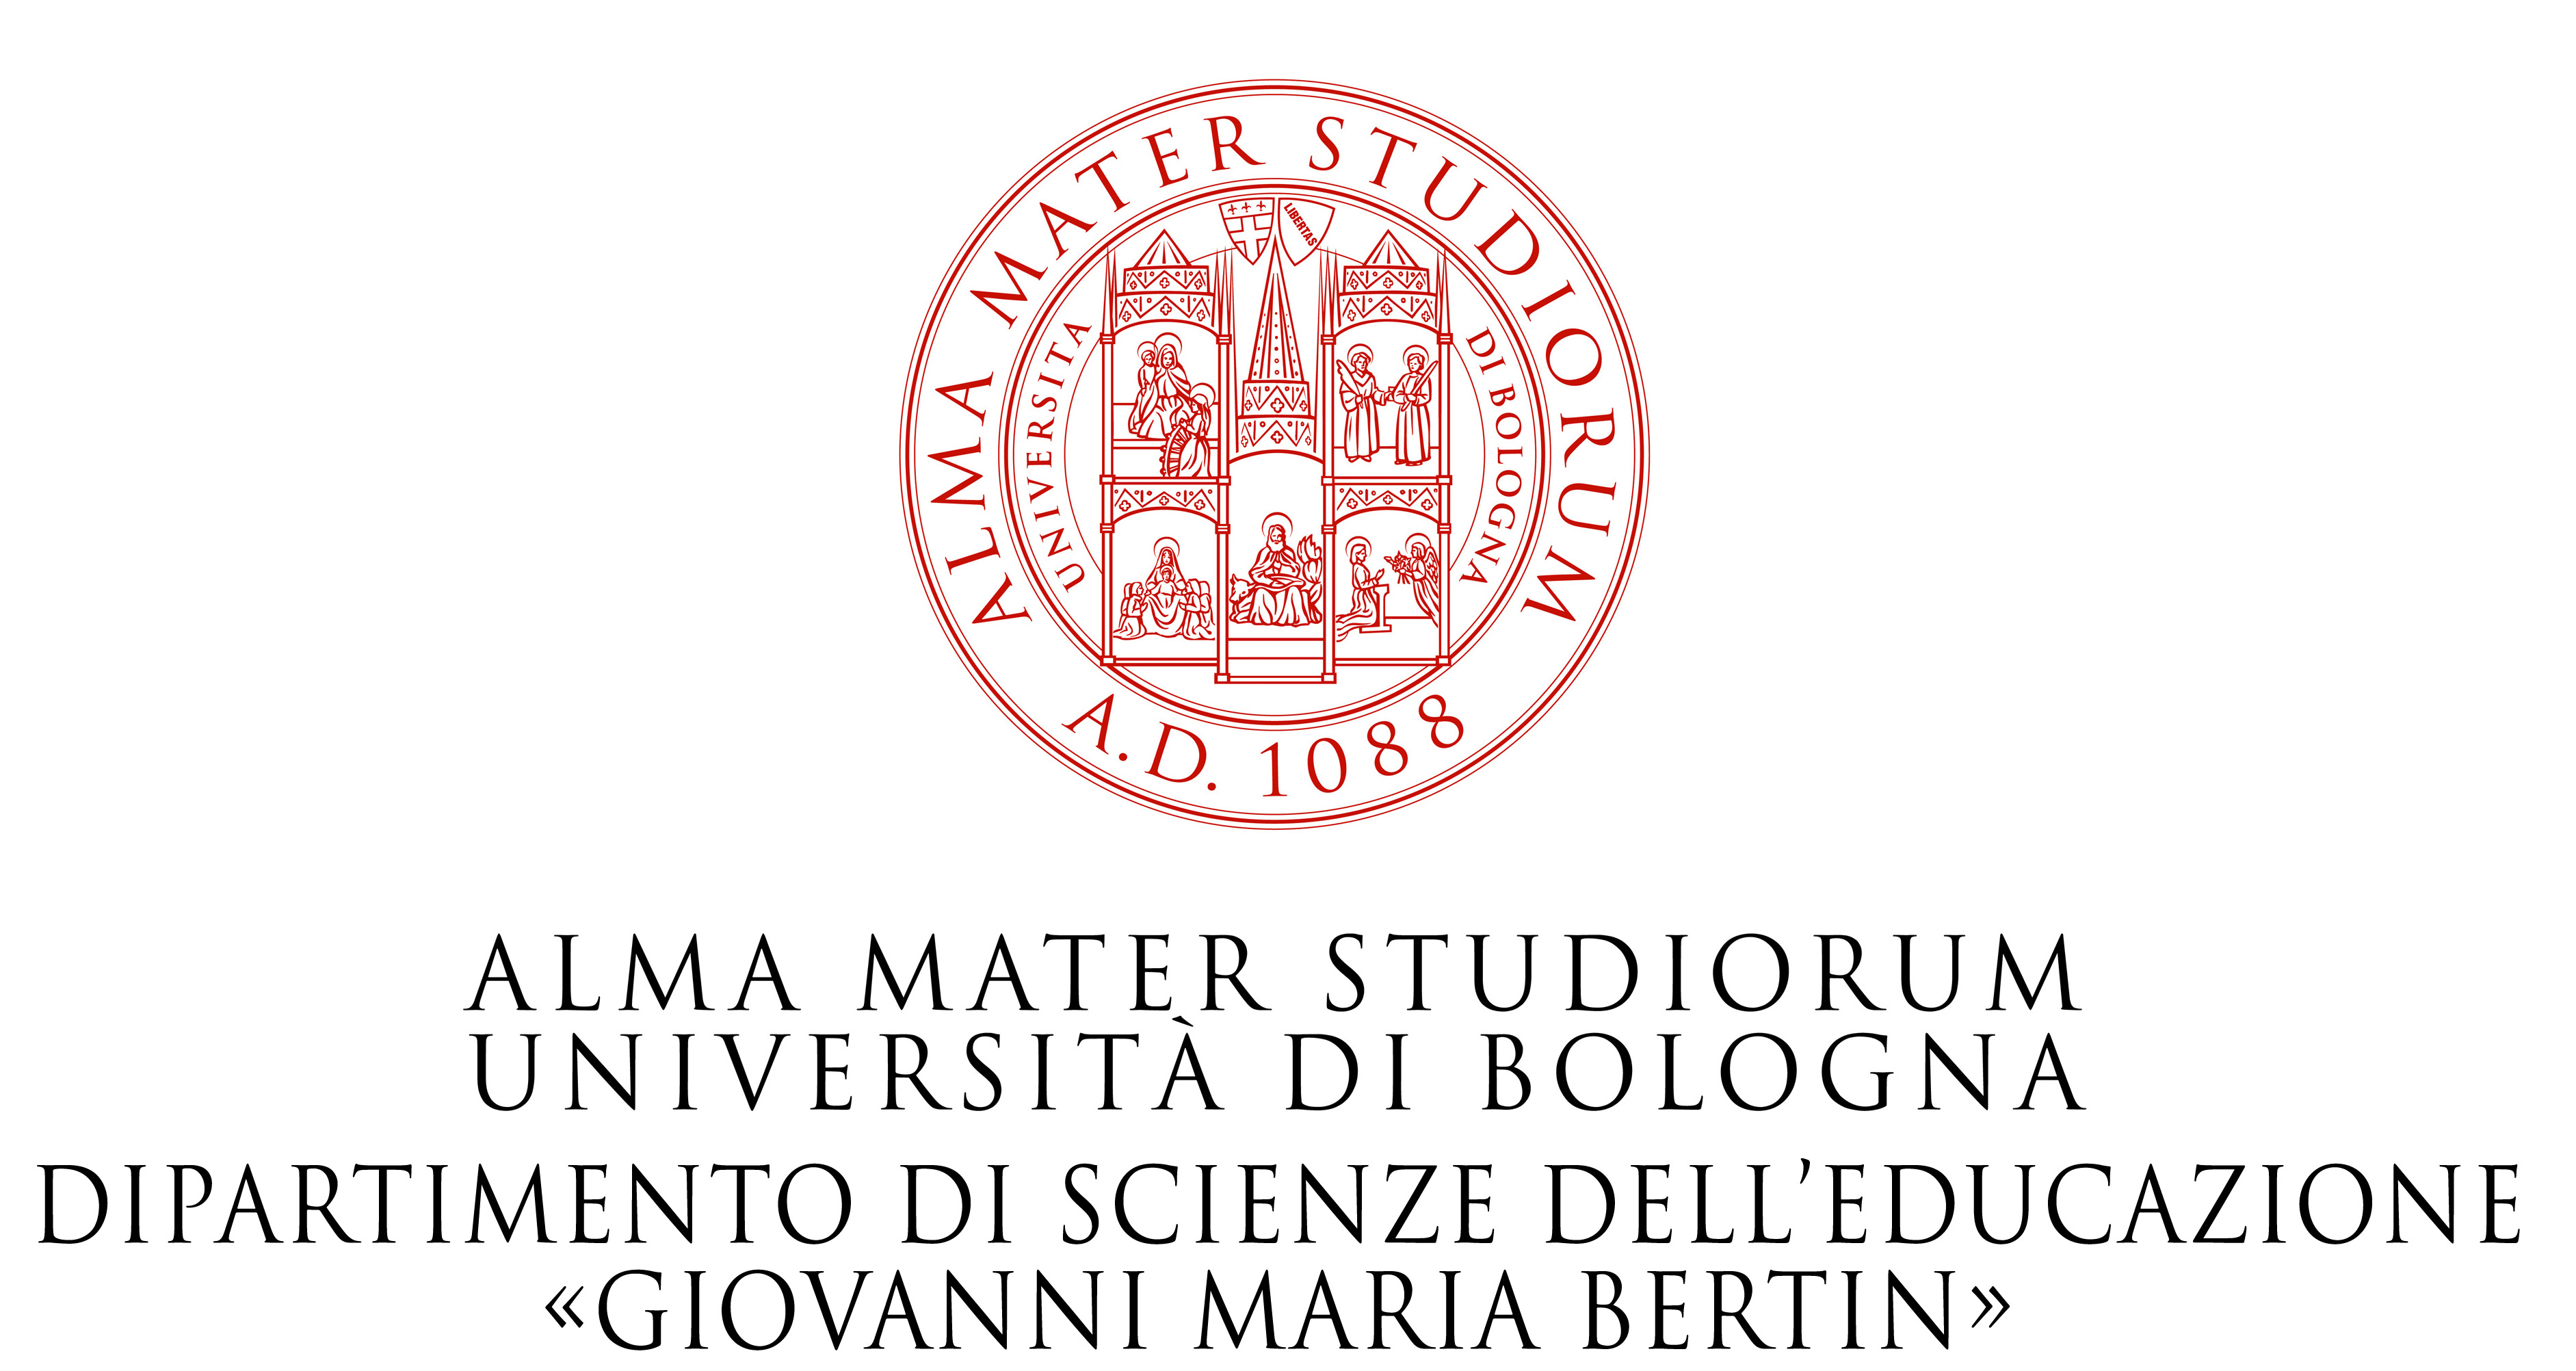 ALMA MATER STUDIORUM
LIBERTAS
UNIVERSITA
DI BOLOGNA
A.D. 1088
ALMA MATER STUDIORUM
UNIVERSITÀ DI BOLOGNA
DIPARTIMENTO DI SCIENZE DELL’EDUCAZIONE
«GIOVANNI MARIA BERTIN»